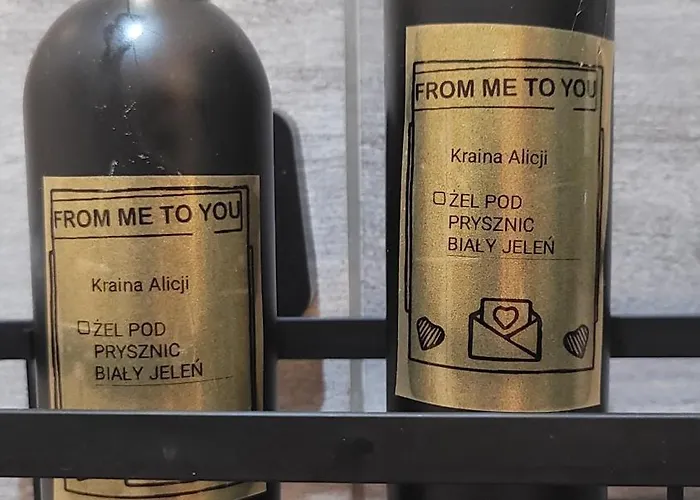 FROM ME TO YOU
Kraina Alicji
ŻEL POD
PRYSZNIC
BIAŁY JELEŃ
FROM ME TO YOU
Kraina Alicji
ŻEL POD
PRYSZNIC
BIAŁY JELEŃ